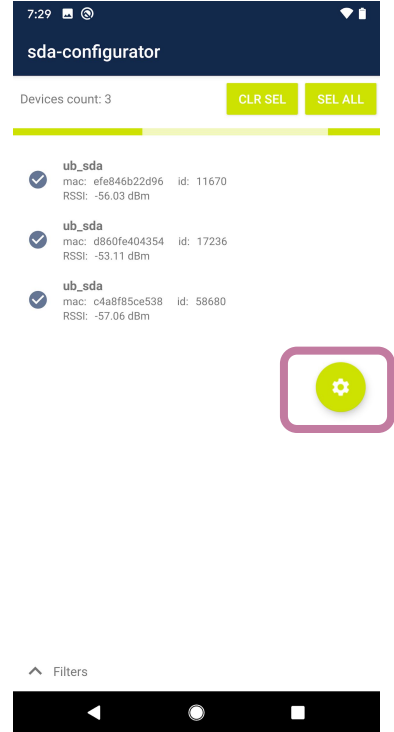 7:29
sda-configurator
Devices count: 3
CLR SEL
SEL ALL
ub_sda
mac: efe846b22d96 id: 11670
RSSI: -56.03 dBm
ub_sda
mac: d860fe404354 id: 17236
RSSI: -53.11 dBm
ub_sda
mac: c4a8f85ce538 id: 58680
RSSI: -57.06 dBm
Filters